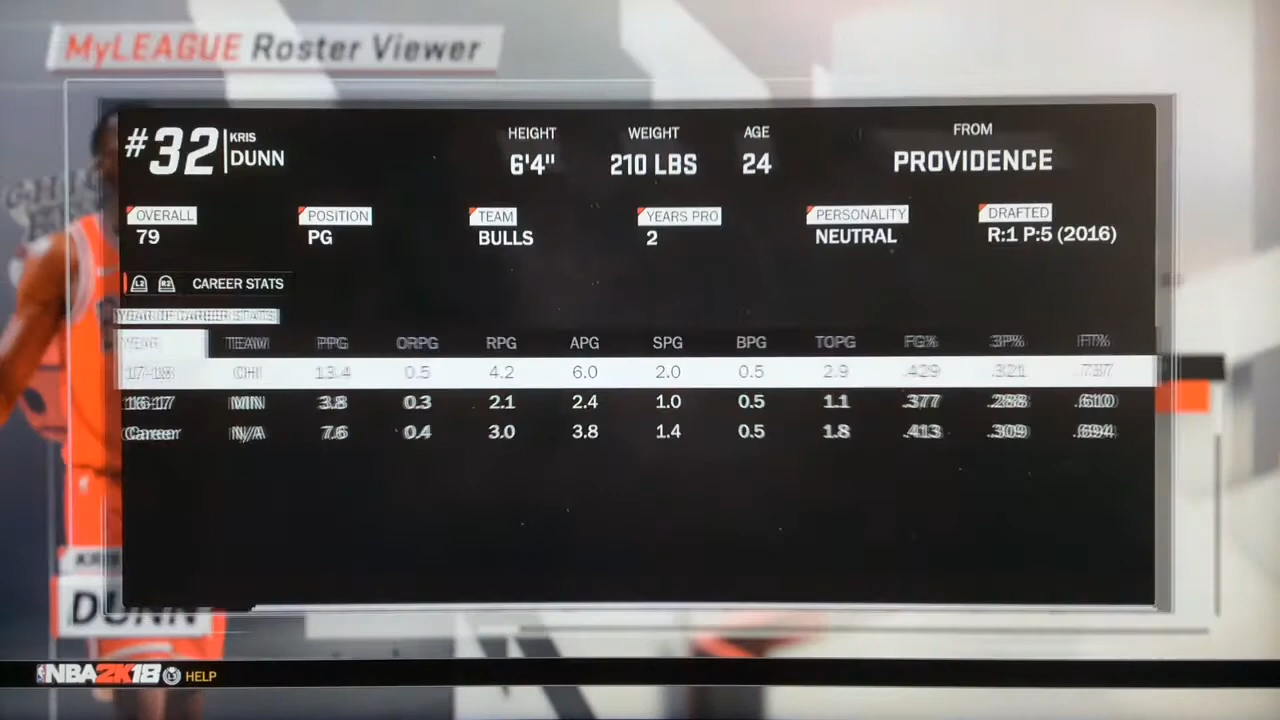 MyLEAGUE Roster Viewer
#32 KRIS DUNN
HEIGHT WEIGHT AGE FROM
6'4" 210 LBS 24 PROVIDENCE
OVERALL POSITION TEAM YEARS PRO PERSONALITY DRAFTED
79 PG BULLS 2 NEUTRAL R:1 P:5 (2016)
L2 R2 CAREER STATS
YEAR TEAM PPG ORPG RPG APG SPG BPG TOPG FG% 3P% FT%
17-18 CHI 13.4 0.5 4.2 6.0 2.0 0.5 2.9 .429 .321 .737
16-17 MIN 3.8 0.3 2.1 2.4 1.0 0.5 1.1 .377 .288 .610
Career N/A 7.6 0.4 3.0 3.8 1.4 0.5 1.8 .413 .309 .694
DUNN
NBA 2K18 HELP